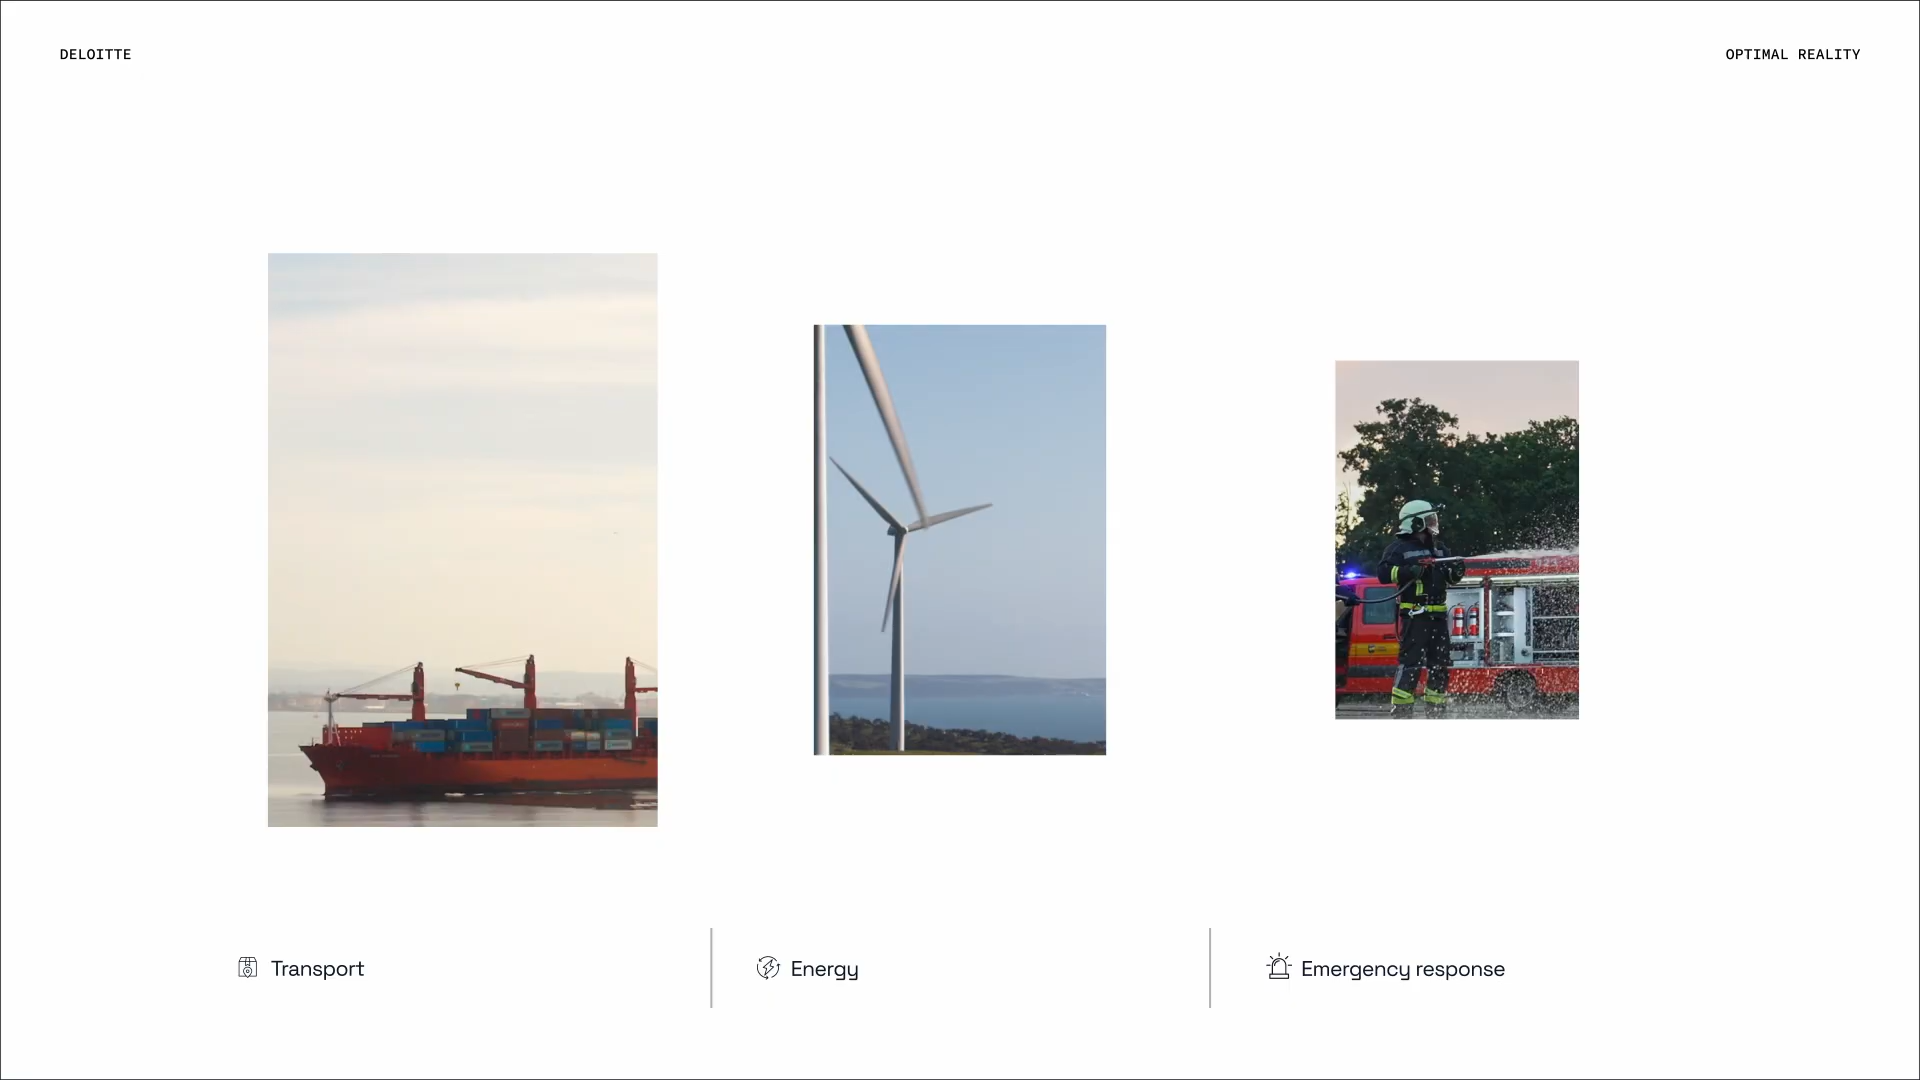 DELOITTE
OPTIMAL REALITY
Transport
Energy
Emergency response